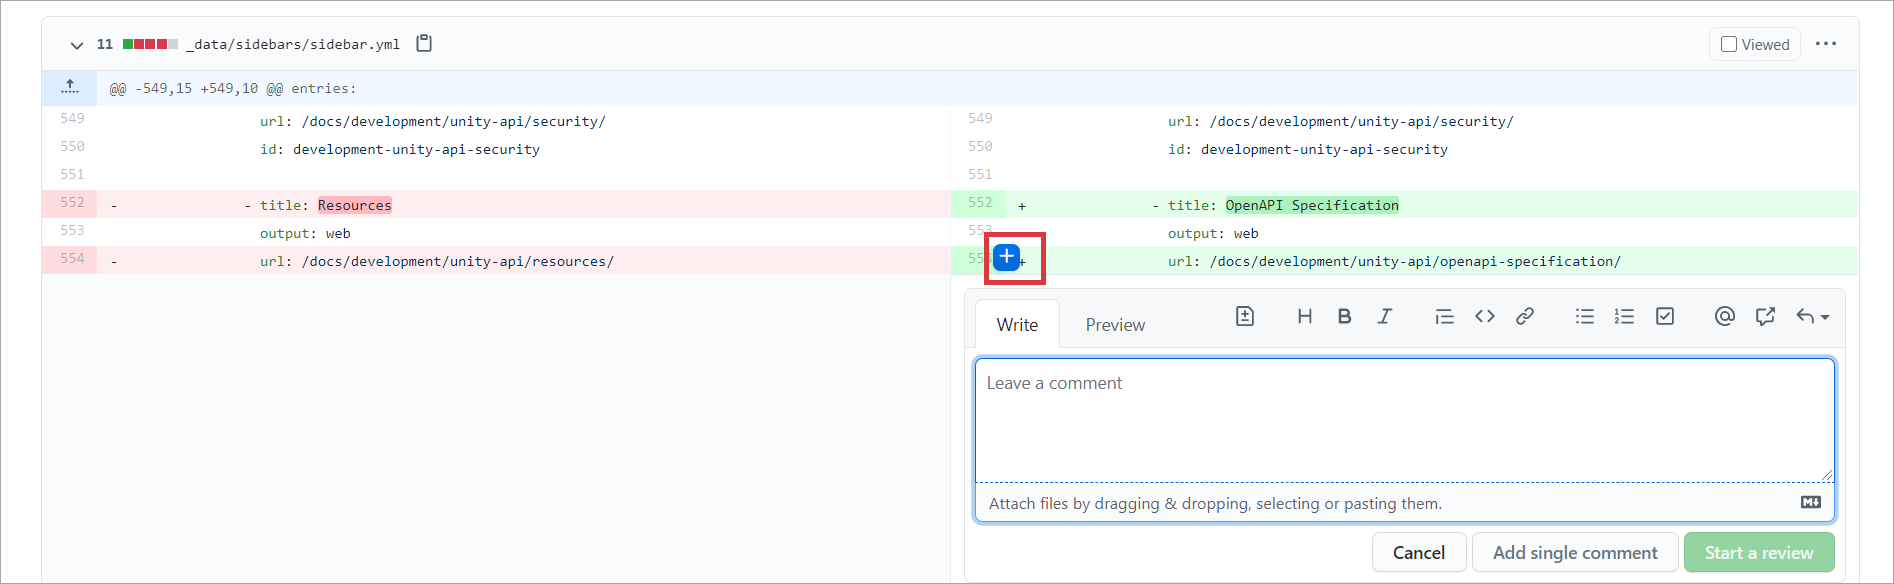 11 _data/sidebars/sidebar.yml Viewed
@@ -549,15 +549,10 @@ entries:
549 url: /docs/development/unity-api/security/
550 id: development-unity-api-security
551
552 - - title: Resources
553 output: web
554 - url: /docs/development/unity-api/resources/
549 url: /docs/development/unity-api/security/
550 id: development-unity-api-security
551
552 + - title: OpenAPI Specification
553 output: web
554 + url: /docs/development/unity-api/openapi-specification/
Write Preview
Leave a comment
Attach files by dragging & dropping, selecting or pasting them.
Cancel Add single comment Start a review